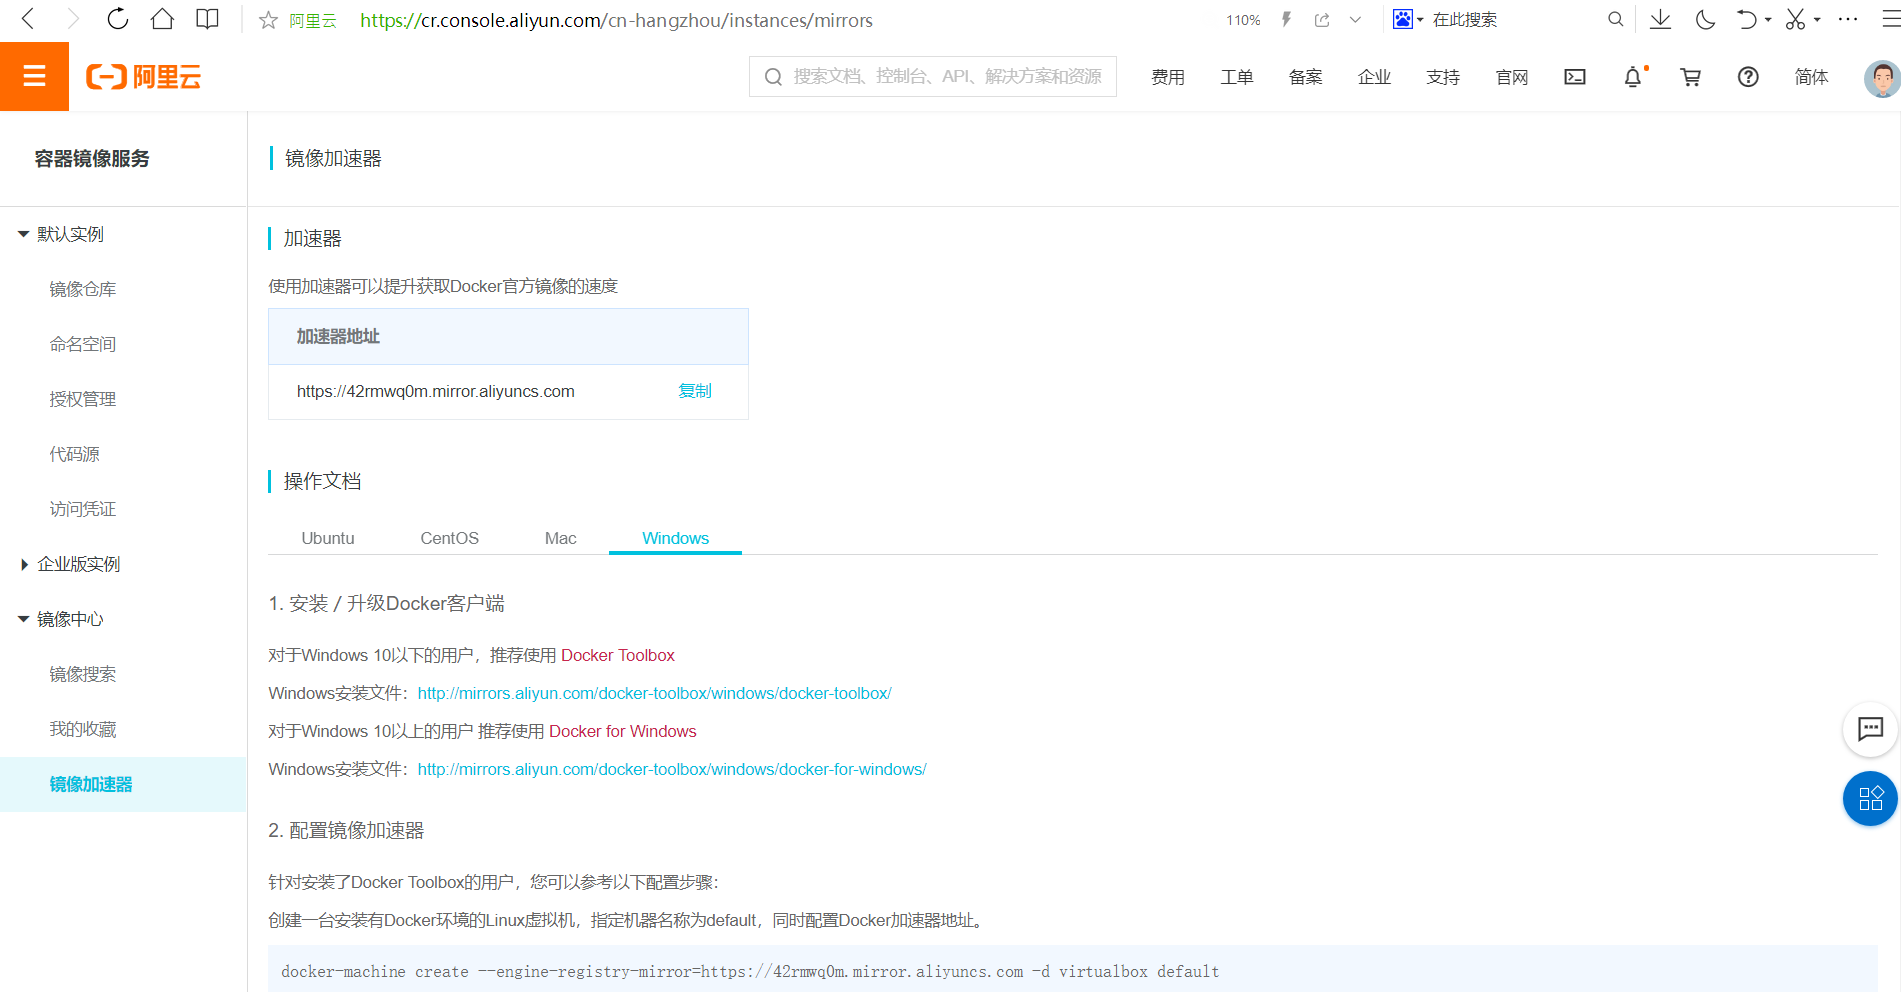 阿里云 https://cr.console.aliyun.com/cn-hangzhou/instances/mirrors 110% 在此搜索
阿里云 搜索文档、控制台、API、解决方案和资源 费用 工单 备案 企业 支持 官网 简体
容器镜像服务
默认实例
镜像仓库
命名空间
授权管理
代码源
访问凭证
企业版实例
镜像中心
镜像搜索
我的收藏
镜像加速器
镜像加速器
加速器
使用加速器可以提升获取Docker官方镜像的速度
加速器地址
https://42rmwq0m.mirror.aliyuncs.com 复制
操作文档
Ubuntu CentOS Mac Windows
1. 安装 / 升级Docker客户端
对于Windows 10以下的用户，推荐使用 Docker Toolbox
Windows安装文件：http://mirrors.aliyun.com/docker-toolbox/windows/docker-toolbox/
对于Windows 10以上的用户 推荐使用 Docker for Windows
Windows安装文件：http://mirrors.aliyun.com/docker-toolbox/windows/docker-for-windows/
2. 配置镜像加速器
针对安装了Docker Toolbox的用户，您可以参考以下配置步骤：
创建一台安装有Docker环境的Linux虚拟机，指定机器名称为default，同时配置Docker加速器地址。
docker-machine create --engine-registry-mirror=https://42rmwq0m.mirror.aliyuncs.com -d virtualbox default